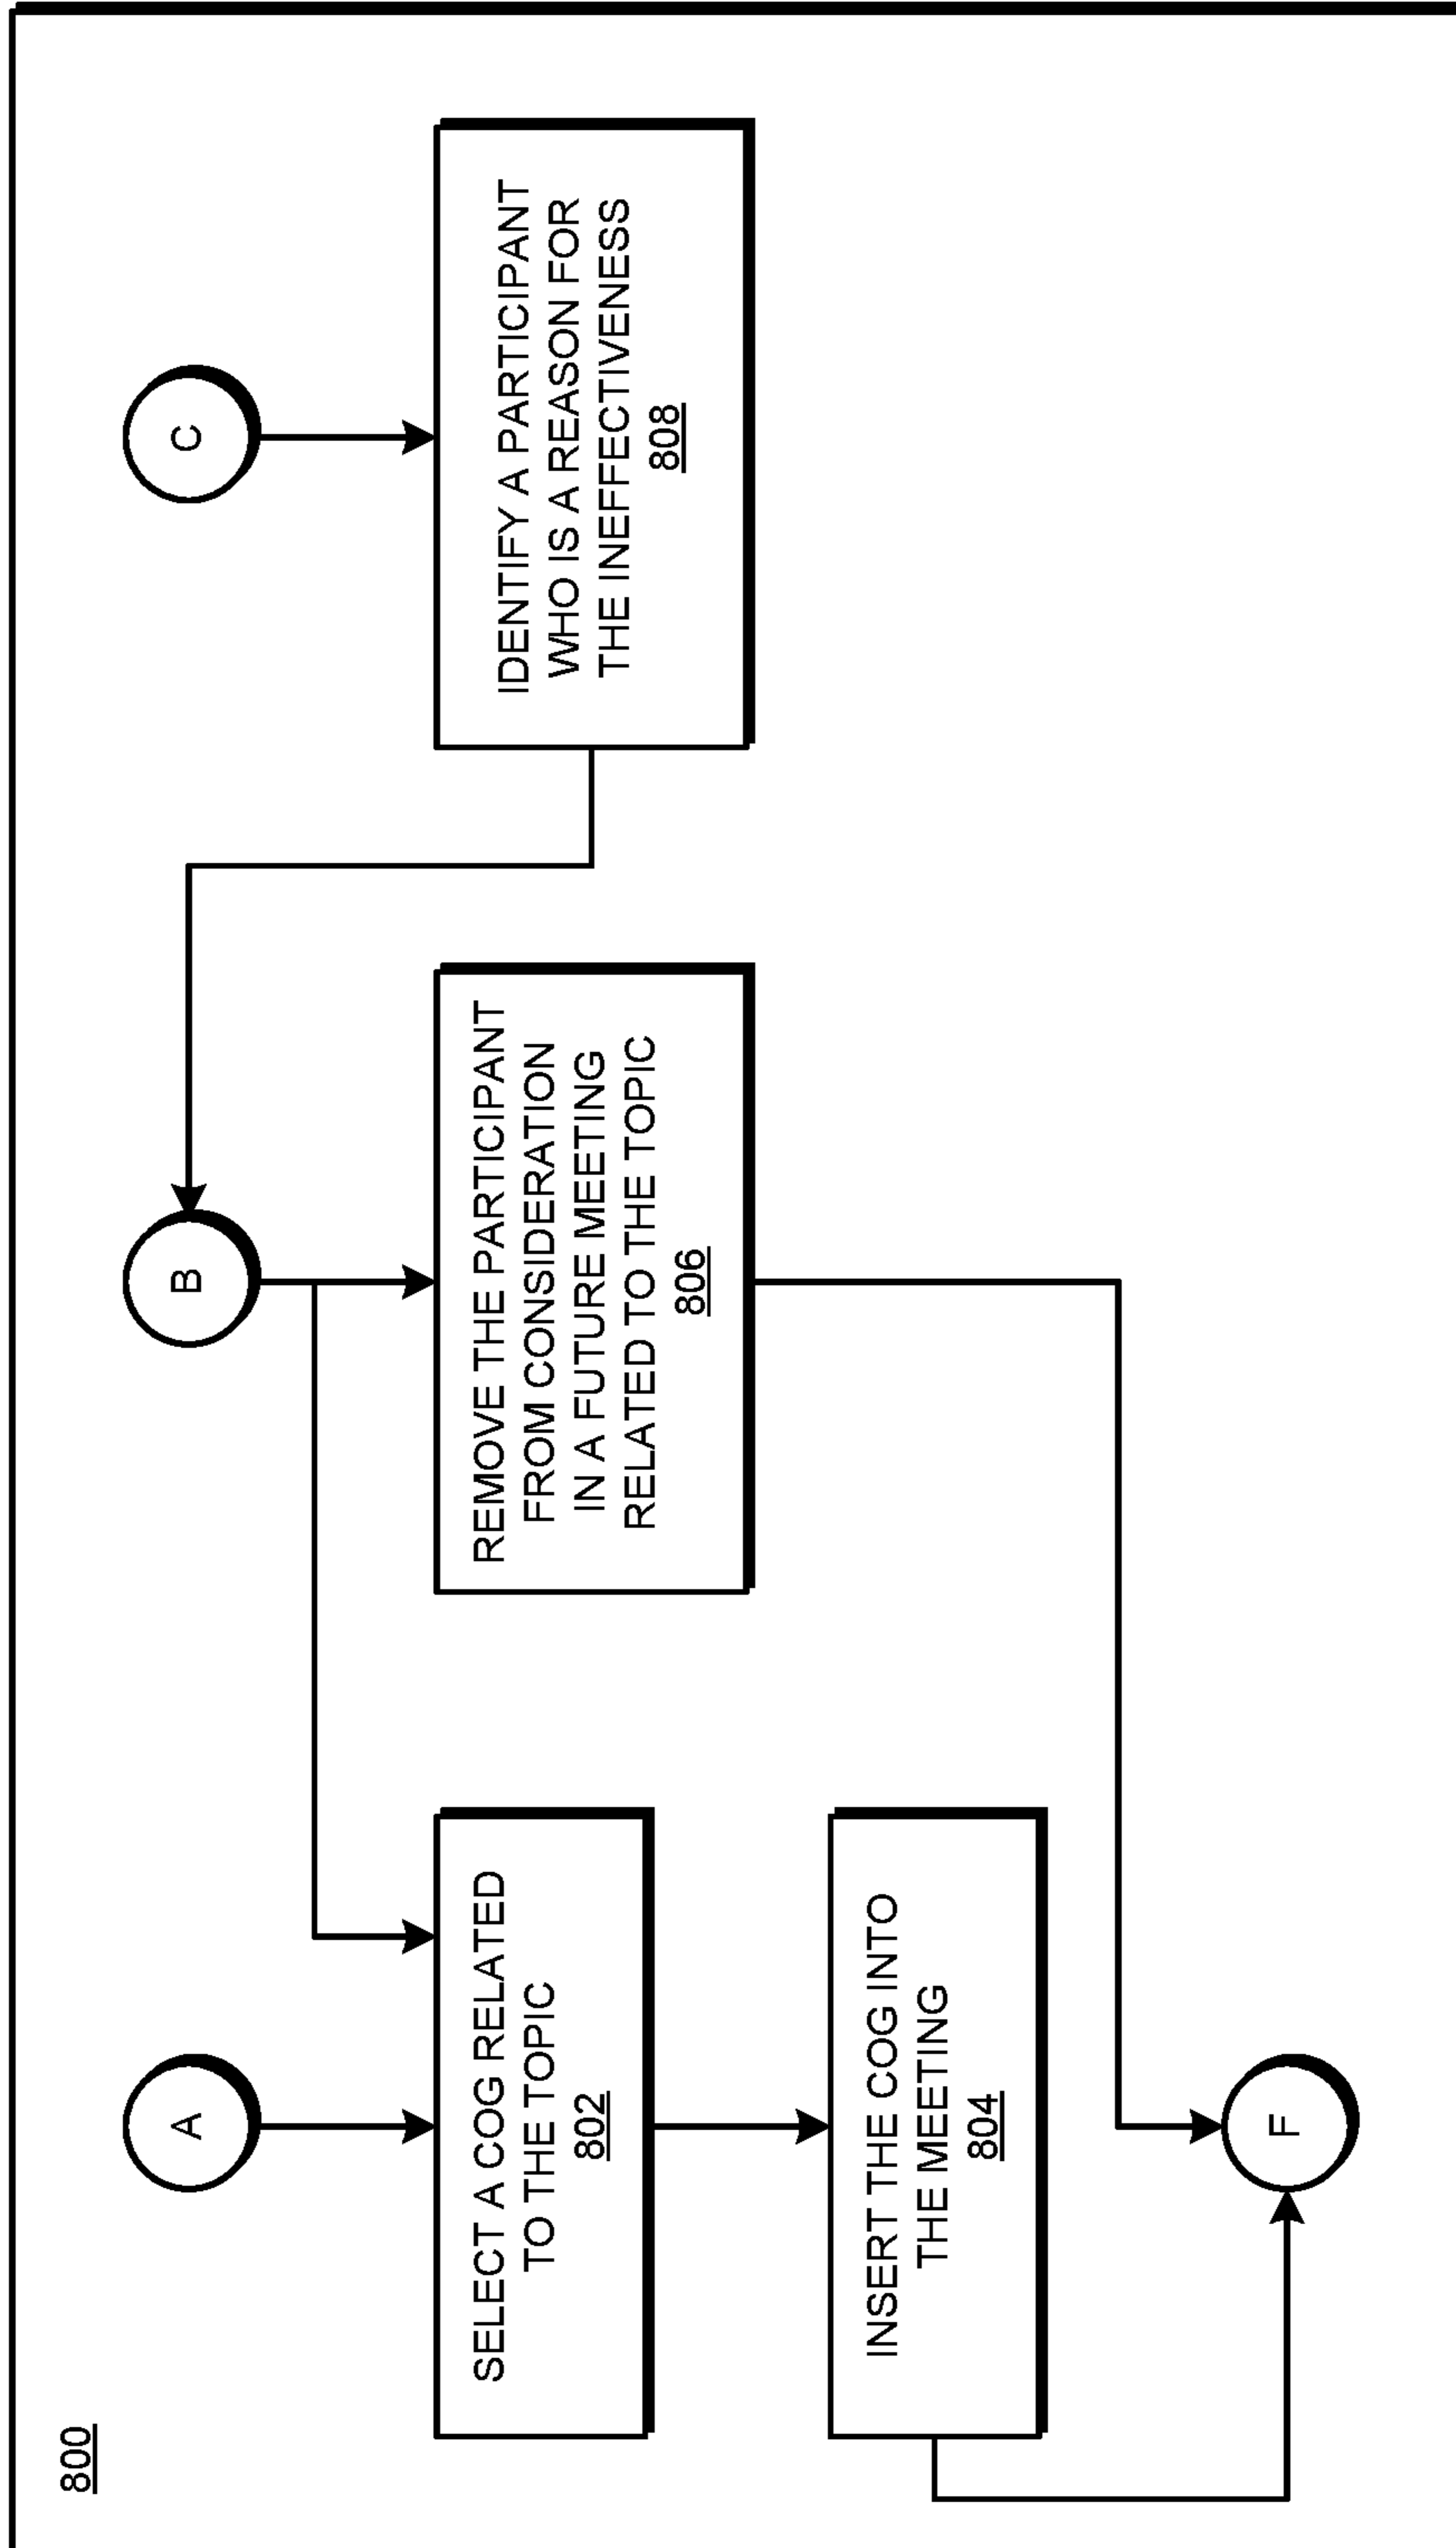 800
A
B
C
SELECT A COG RELATED
TO THE TOPIC
802
REMOVE THE PARTICIPANT
FROM CONSIDERATION
IN A FUTURE MEETING
RELATED TO THE TOPIC
806
IDENTIFY A PARTICIPANT
WHO IS A REASON FOR
THE INEFFECTIVENESS
808
INSERT THE COG INTO
THE MEETING
804
F